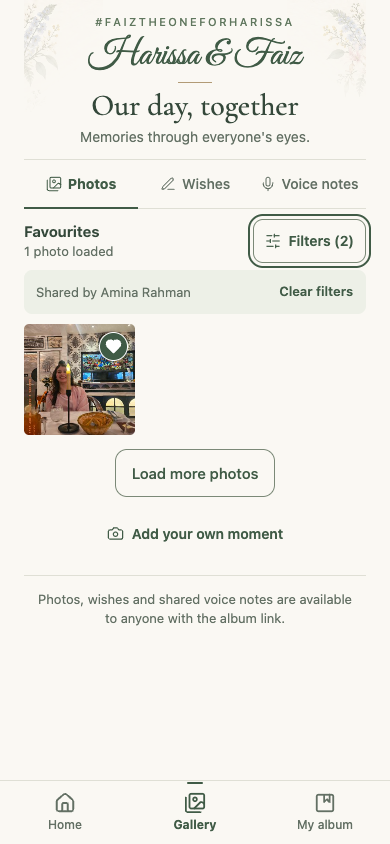 #FAIZTHEONEFORHARISSA
Harissa & Faiz
Our day, together
Memories through everyone's eyes.
Photos
Wishes
Voice notes
Favourites
1 photo loaded
Filters (2)
Shared by Amina Rahman
Clear filters
Load more photos
Add your own moment
Photos, wishes and shared voice notes are available
to anyone with the album link.
Home
Gallery
My album